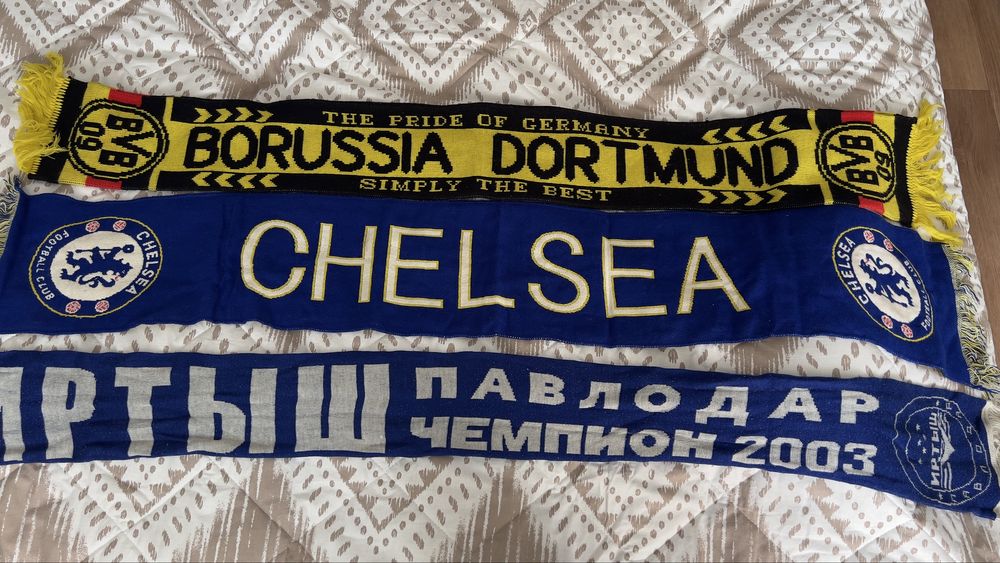 THE PRIDE OF GERMANY
BVB
09
BORUSSIA DORTMUND
BVB
09
SIMPLY THE BEST
CHELSEA
FOOTBALL CLUB
CHELSEA
CHELSEA
FOOTBALL CLUB
ИРТЫШ
ПАВЛОДАР
ЧЕМПИОН 2003
ИРТЫШ